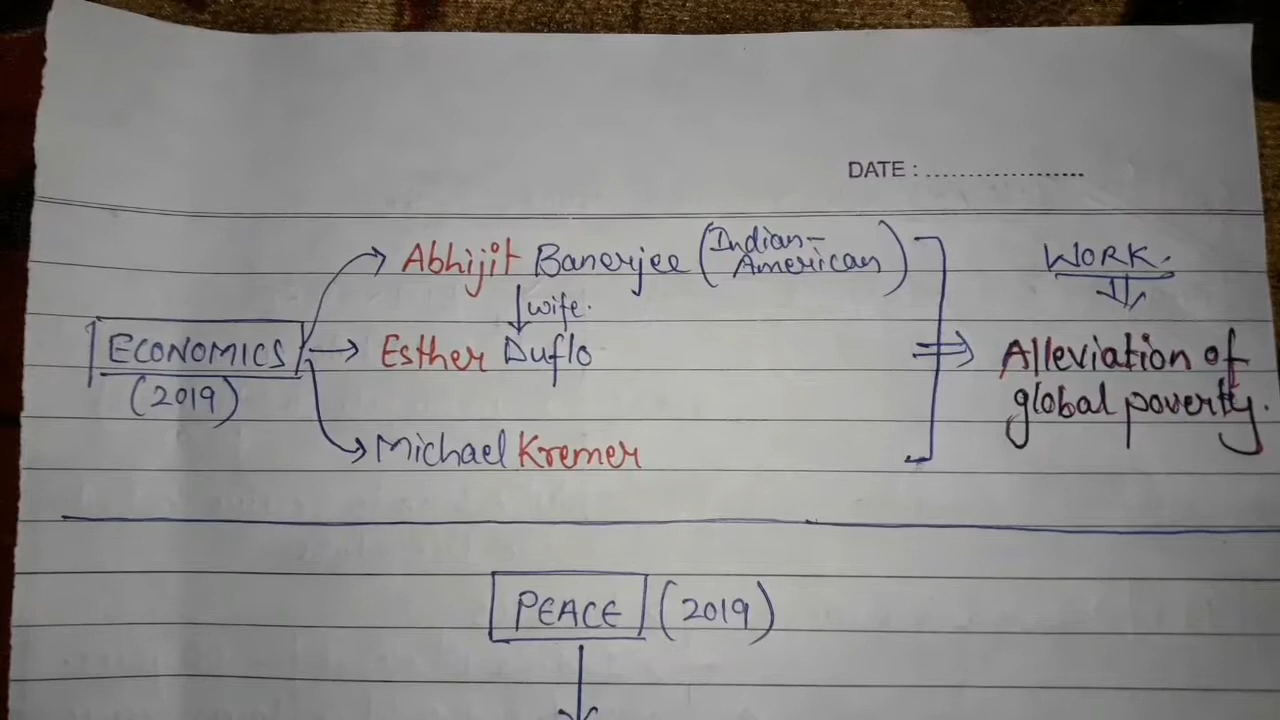 DATE : ...................
Abhijit Banerjee (Indian-
American)
WORK.
wife.
ECONOMICS
(2019)
Esther Duflo
Alleviation of
global poverty.
Michael Kremer
PEACE (2019)